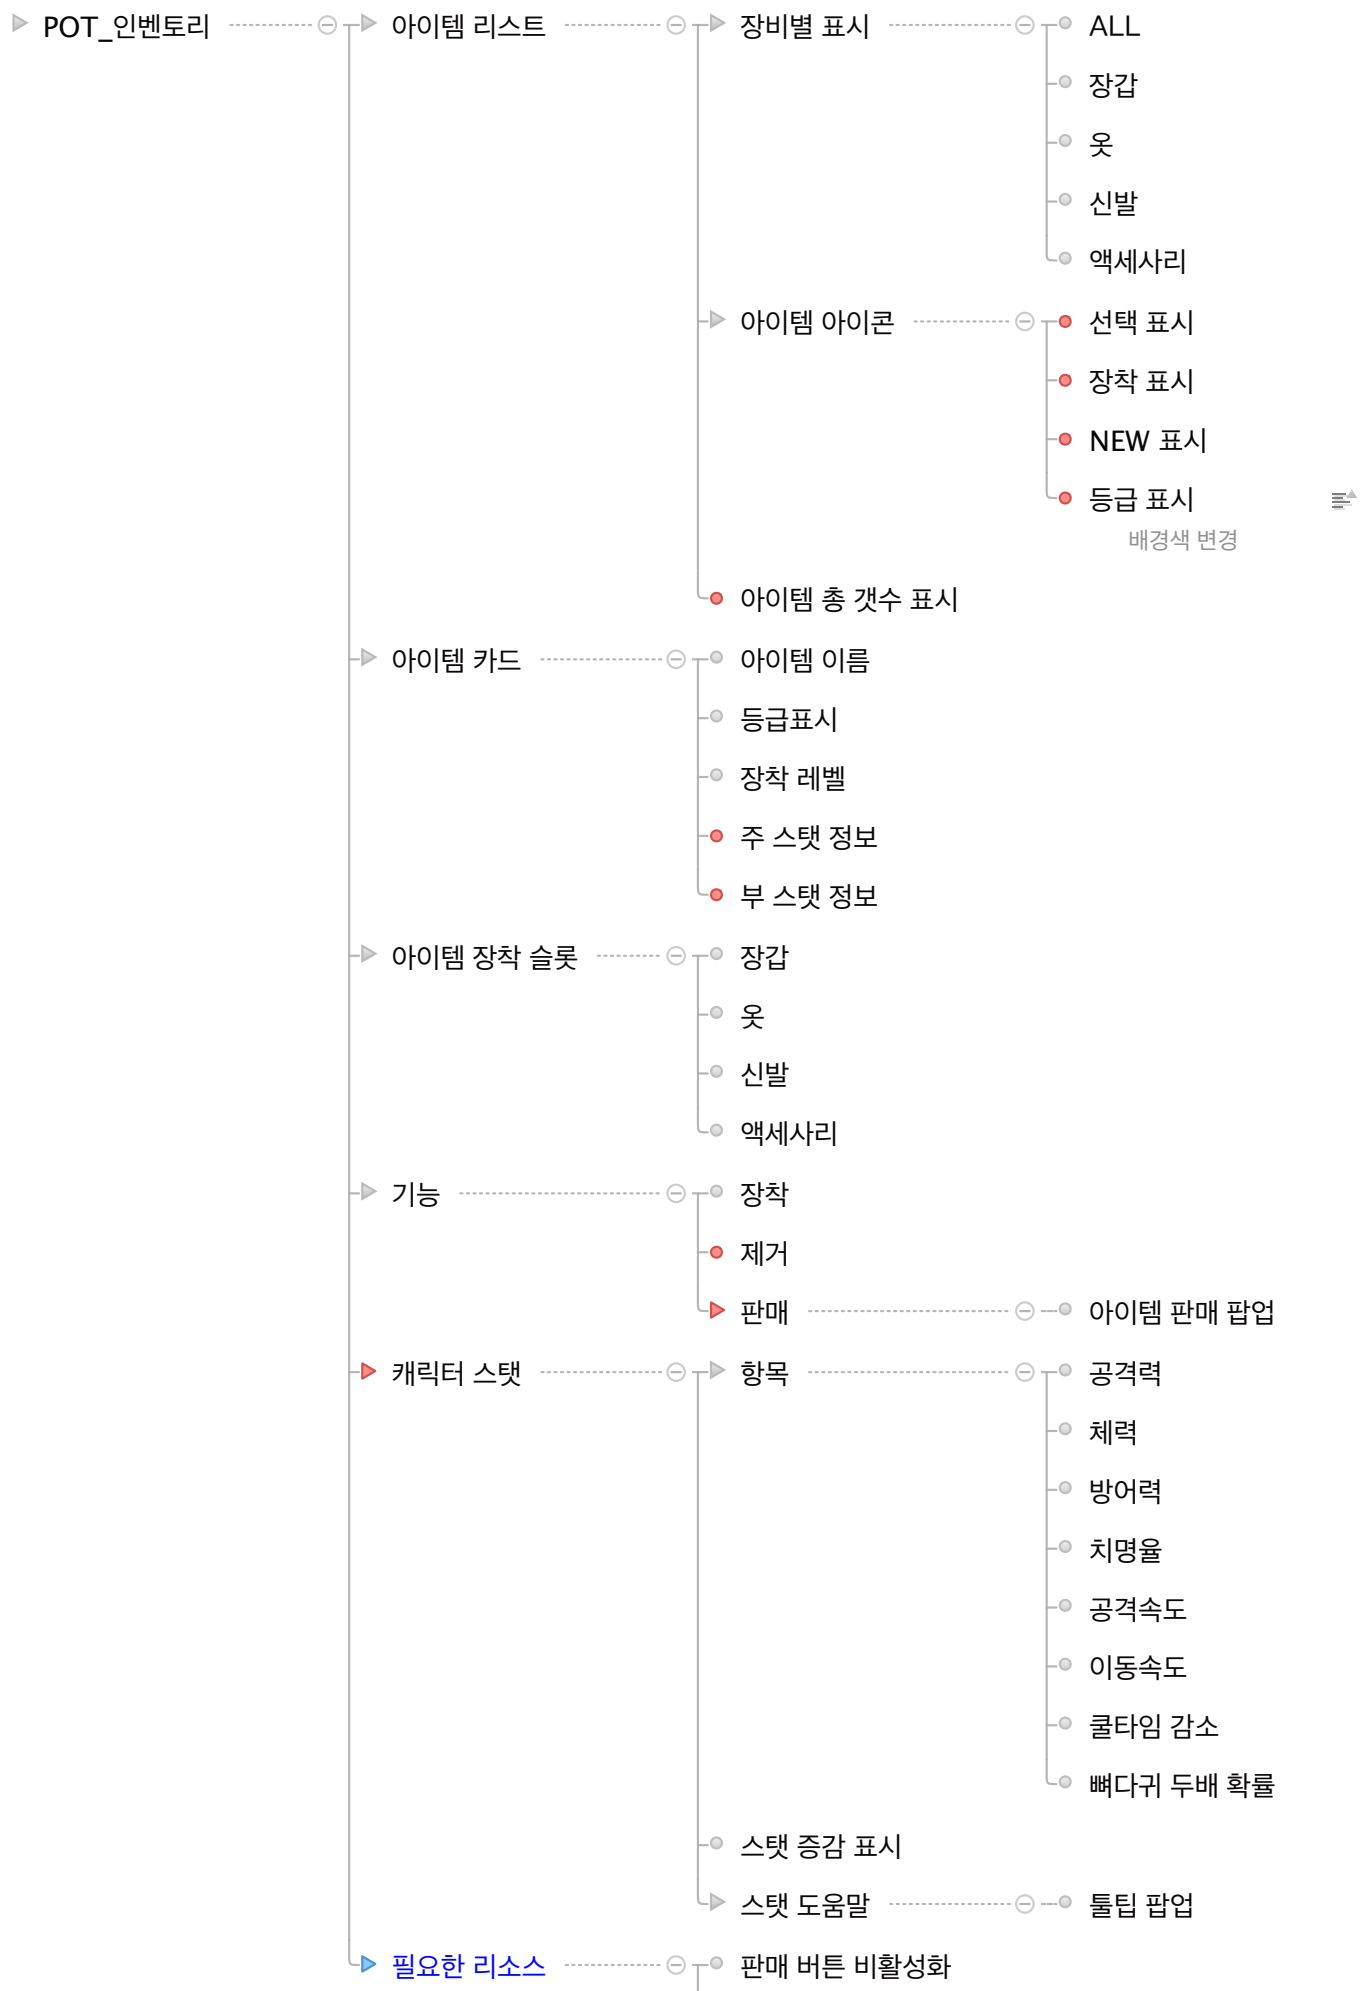 POT_인벤토리
아이템 리스트
장비별 표시
ALL
장갑
옷
신발
액세사리
아이템 아이콘
선택 표시
장착 표시
NEW 표시
등급 표시
배경색 변경
아이템 총 갯수 표시
아이템 카드
아이템 이름
등급표시
장착 레벨
주 스탯 정보
부 스탯 정보
아이템 장착 슬롯
장갑
옷
신발
액세사리
기능
장착
제거
판매
아이템 판매 팝업
캐릭터 스탯
항목
공격력
체력
방어력
치명율
공격속도
이동속도
쿨타임 감소
뼈다귀 두배 확률
스탯 증감 표시
스탯 도움말
툴팁 팝업
필요한 리소스
판매 버튼 비활성화